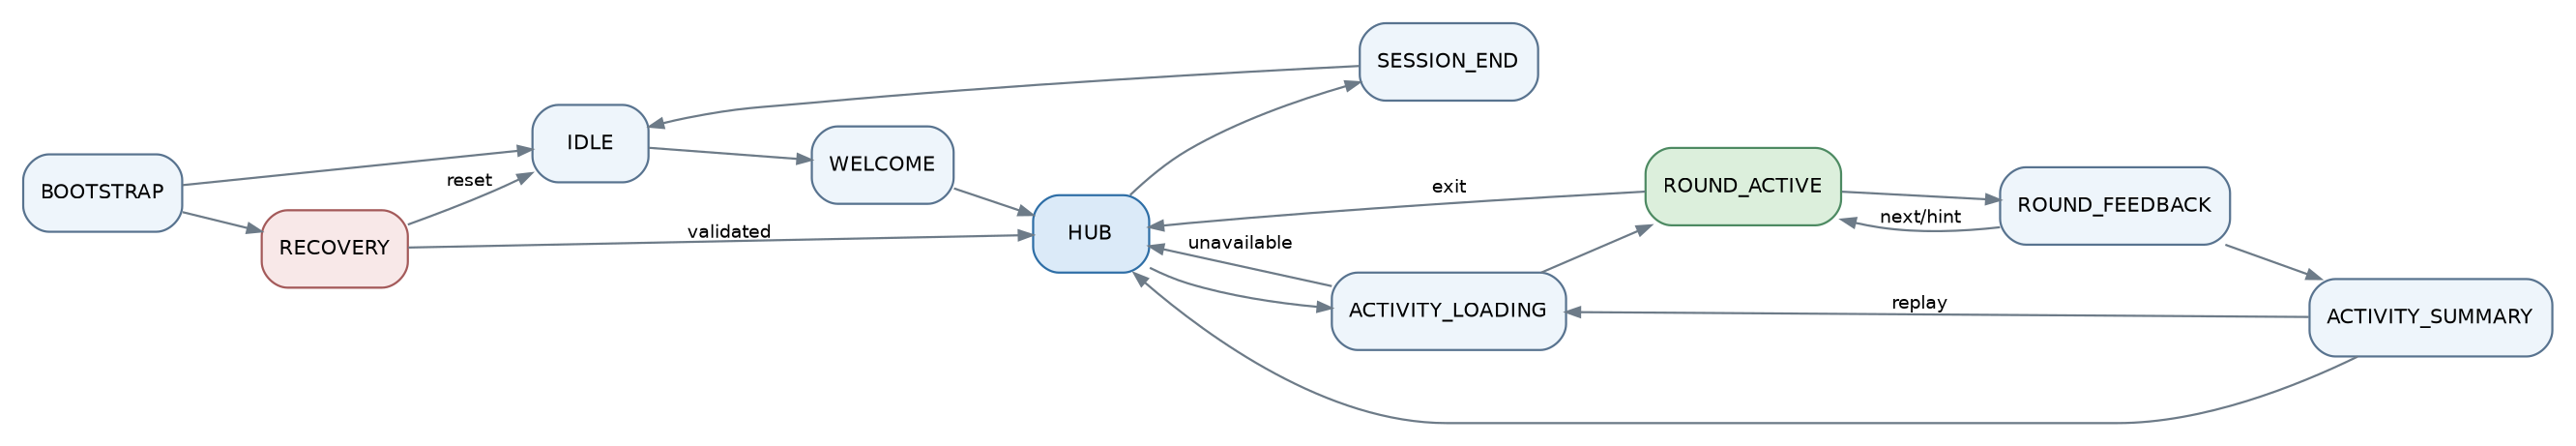 SESSION_END
IDLE
WELCOME
BOOTSTRAP
reset
RECOVERY
validated
HUB
exit
unavailable
ROUND_ACTIVE
next/hint
ROUND_FEEDBACK
ACTIVITY_LOADING
replay
ACTIVITY_SUMMARY